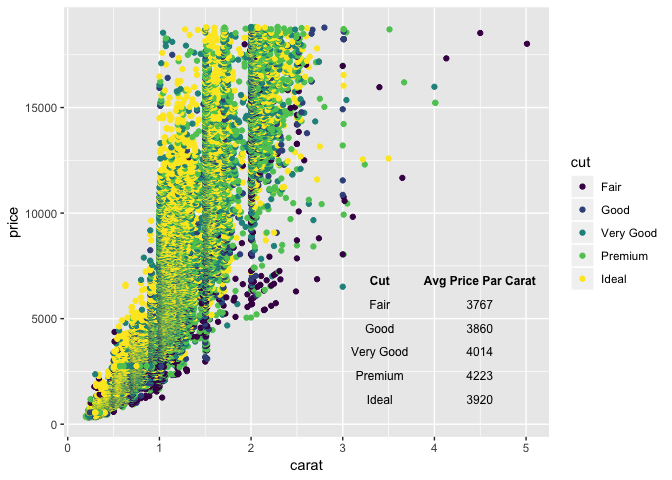 price
15000
10000
5000
0
0 1 2 3 4 5
carat
Cut Avg Price Par Carat
Fair 3767
Good 3860
Very Good 4014
Premium 4223
Ideal 3920
cut
Fair
Good
Very Good
Premium
Ideal